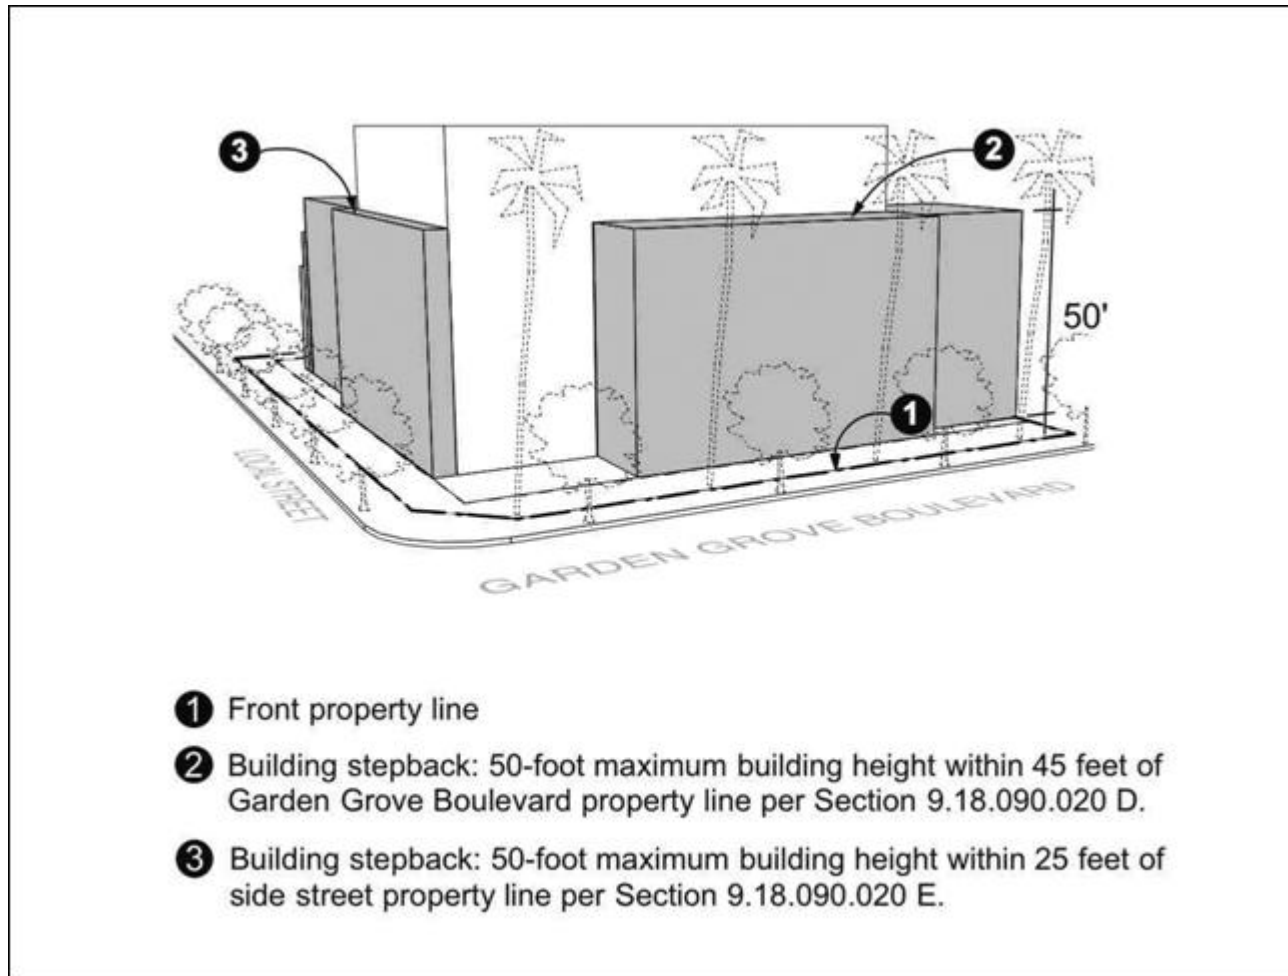 3
2
50'
1
LOCAL STREET
GARDEN GROVE BOULEVARD
1 Front property line
2 Building stepback: 50-foot maximum building height within 45 feet of
Garden Grove Boulevard property line per Section 9.18.090.020 D.
3 Building stepback: 50-foot maximum building height within 25 feet of
side street property line per Section 9.18.090.020 E.